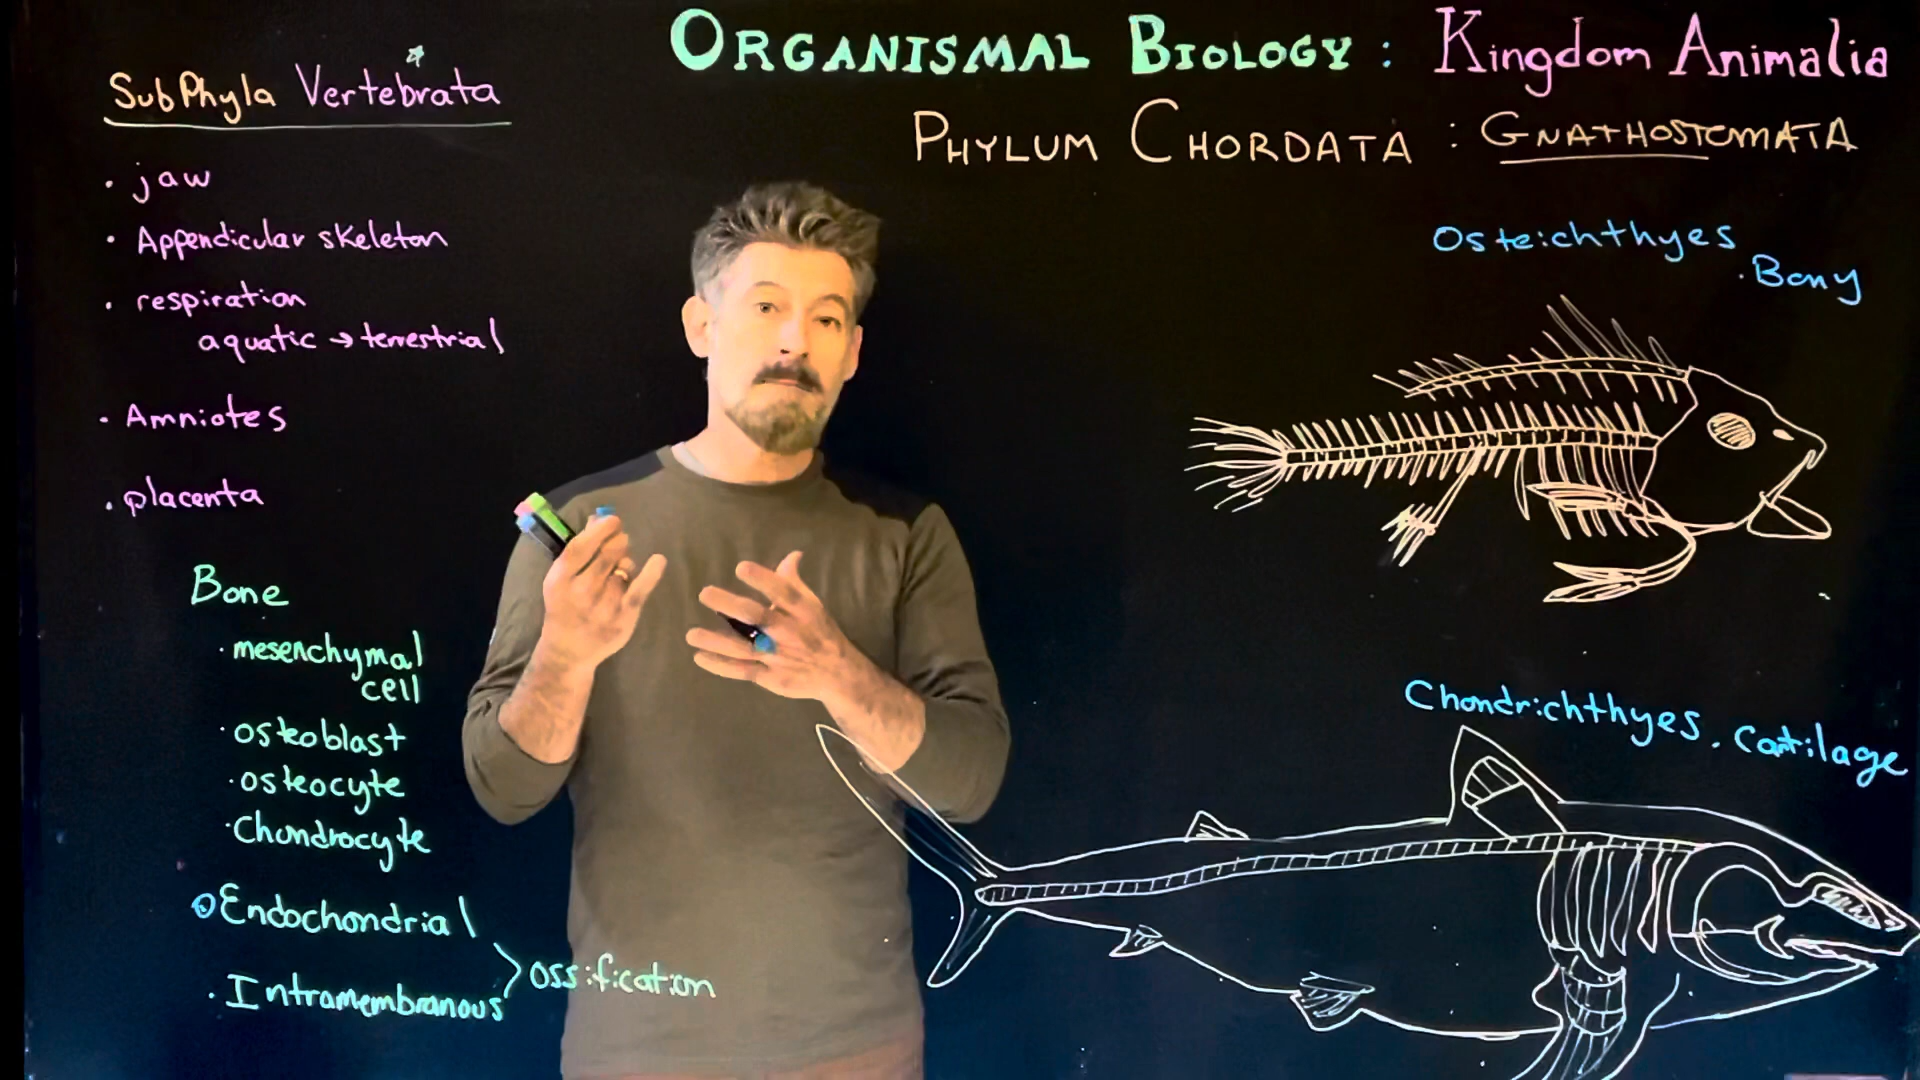 ORGANISMAL BIOLOGY: Kingdom Animalia
PHYLUM CHORDATA: GNATHOSTOMATA
SubPhyla Vertebrata
· jaw
· Appendicular skeleton
· respiration
aquatic → terrestrial
· Amniotes
· placenta
Bone
· mesenchymal
cell
· osteoblast
· osteocyte
· Chondrocyte
· Endochondrial
· Intramembranous
ossification
Osteichthyes
· Bony
Chondrichthyes. Cartilage